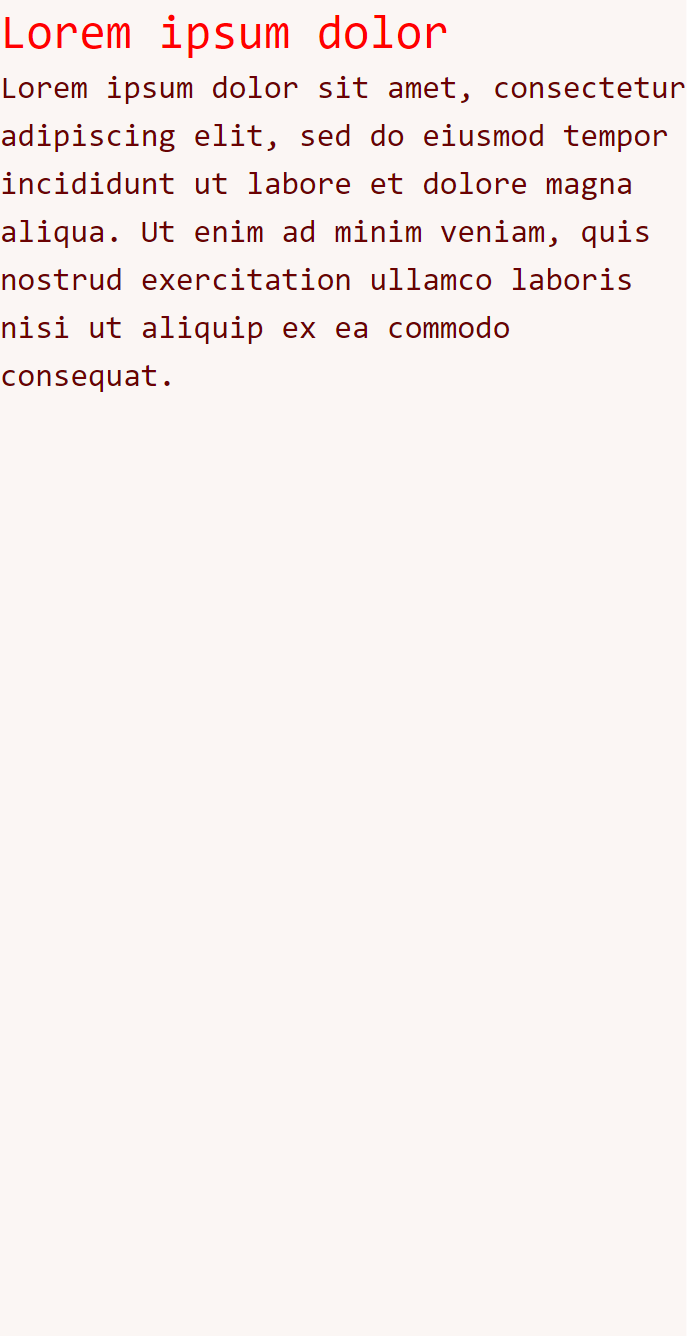 Lorem ipsum dolor
Lorem ipsum dolor sit amet, consectetur
adipiscing elit, sed do eiusmod tempor
incididunt ut labore et dolore magna
aliqua. Ut enim ad minim veniam, quis
nostrud exercitation ullamco laboris
nisi ut aliquip ex ea commodo
consequat.